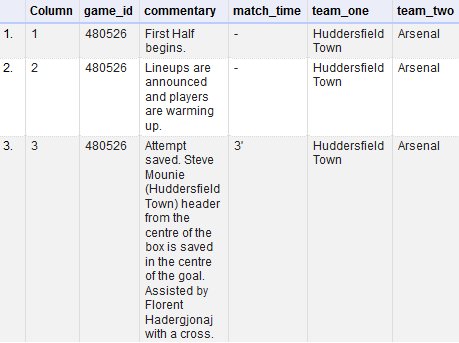 Column game_id commentary match_time team_one team_two
1. 1 480526 First Half - Huddersfield Arsenal
begins. Town
2. 2 480526 Lineups are - Huddersfield Arsenal
announced Town
and players
are warming
up.
3. 3 480526 Attempt 3' Huddersfield Arsenal
saved. Steve Town
Mounie
(Huddersfield
Town) header
from the
centre of the
box is saved
in the centre
of the goal.
Assisted by
Florent
Hadergjonaj
with a cross.